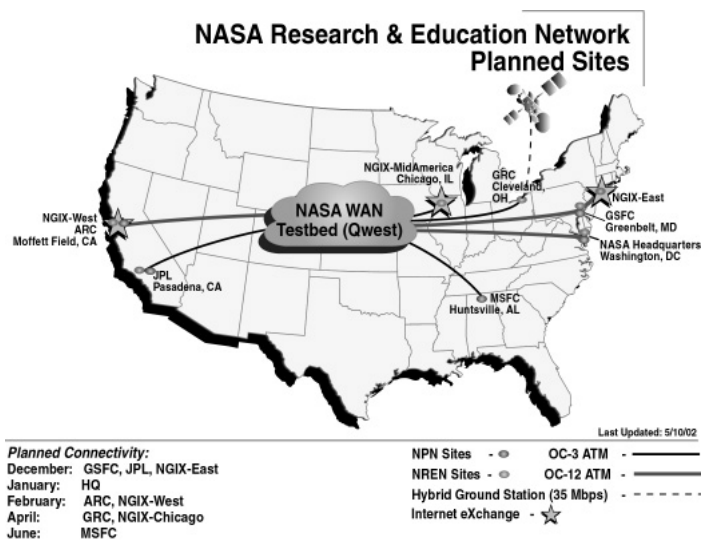 NASA Research & Education Network
Planned Sites
NGIX-MidAmerica
Chicago, IL
GRC
Cleveland,
OH
NGIX-East
GSFC
Greenbelt, MD
NASA Headquarters
Washington, DC
NGIX-West
ARC
Moffett Field, CA
NASA WAN
Testbed (Qwest)
JPL
Pasadena, CA
MSFC
Huntsville, AL
Last Updated: 5/10/02
Planned Connectivity:
December: GSFC, JPL, NGIX-East
January: HQ
February: ARC, NGIX-West
April: GRC, NGIX-Chicago
June: MSFC
NPN Sites -
OC-3 ATM -
NREN Sites -
OC-12 ATM -
Hybrid Ground Station (35 Mbps) -
Internet eXchange -